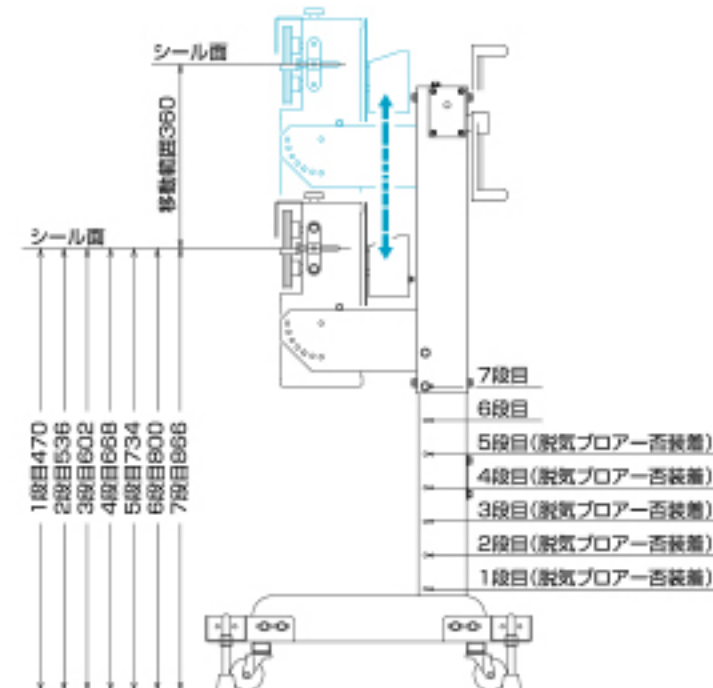 シール面
移動範囲360
シール面
1段目470
2段目536
3段目602
4段目668
5段目734
6段目800
7段目866
7段目
6段目
5段目(脱気ブロアー否装着)
4段目(脱気ブロアー否装着)
3段目(脱気ブロアー否装着)
2段目(脱気ブロアー否装着)
1段目(脱気ブロアー否装着)